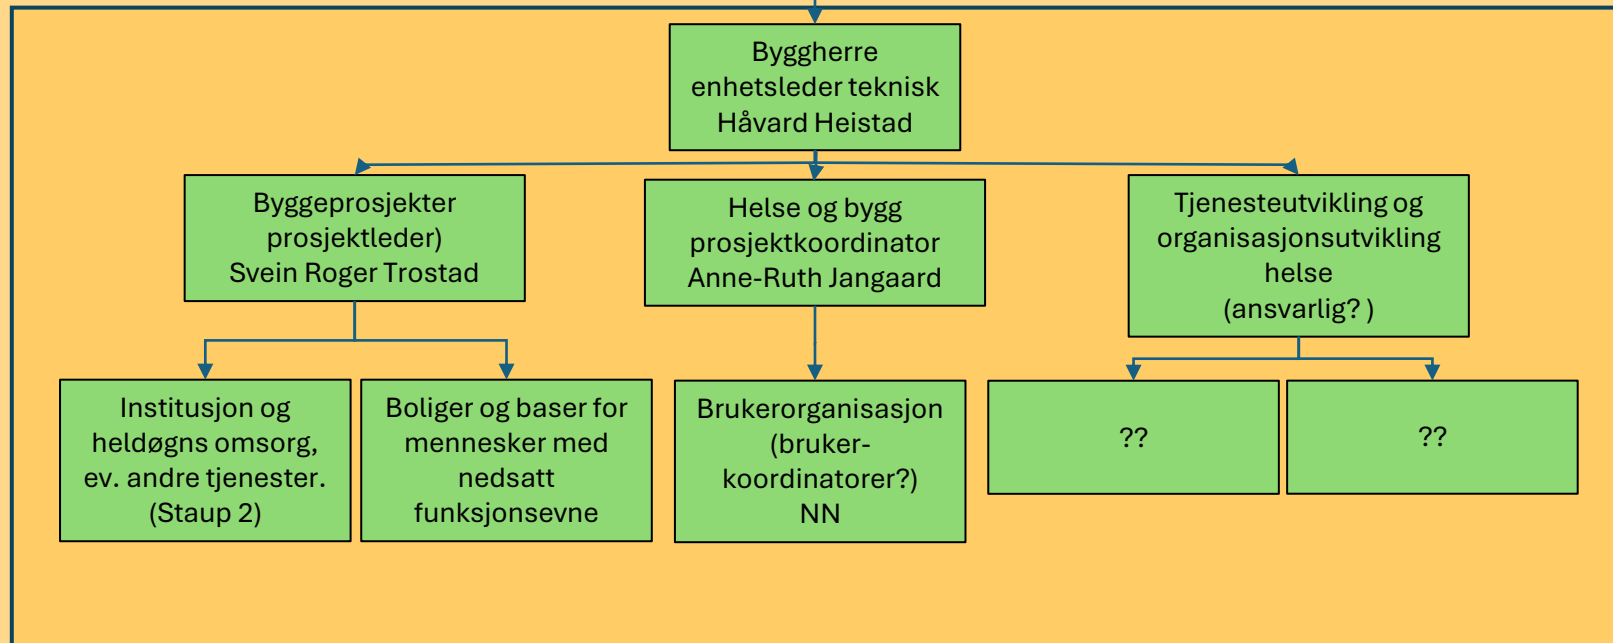 Byggherre
enhetsleder teknisk
Håvard Heistad
Byggeprosjekter
prosjektleder)
Svein Roger Trostad
Helse og bygg
prosjektkoordinator
Anne-Ruth Jangaard
Tjenesteutvikling og
organisasjonsutvikling
helse
(ansvarlig? )
Institusjon og
heldøgns omsorg,
ev. andre tjenester.
(Staup 2)
Boliger og baser for
mennesker med
nedsatt
funksjonsevne
Brukerorganisasjon
(bruker-
koordinatorer?)
NN
??
??